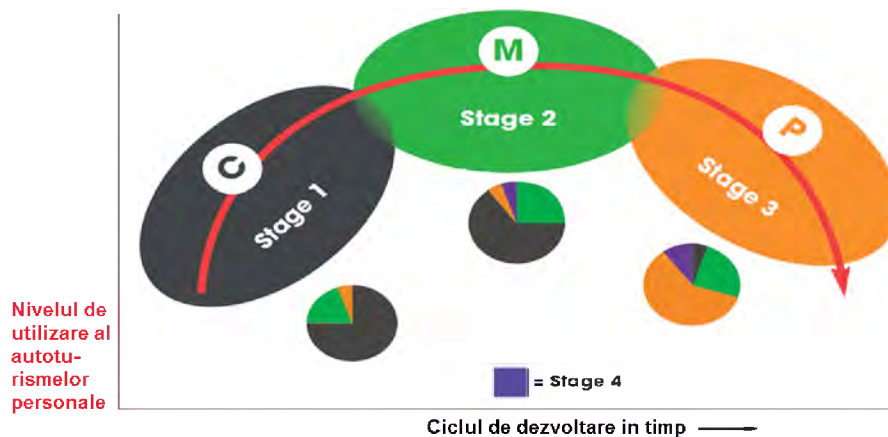 M
Stage 2
C
P
Stage 1
Stage 3
Nivelul de
utilizare al
autotu-
rismelor
personale
= Stage 4
Ciclul de dezvoltare in timp